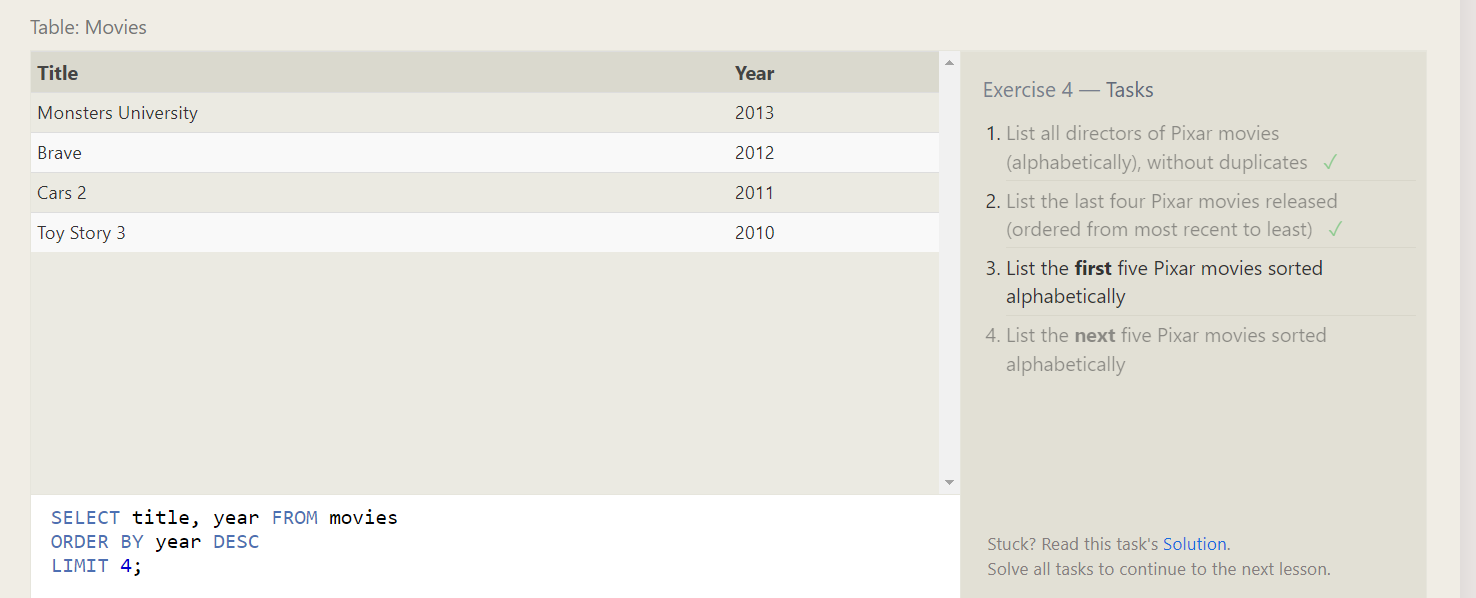 Table: Movies
Title Year
Monsters University 2013
Brave 2012
Cars 2 2011
Toy Story 3 2010
SELECT title, year FROM movies
ORDER BY year DESC
LIMIT 4;
Exercise 4 — Tasks
1. List all directors of Pixar movies
(alphabetically), without duplicates ✓
2. List the last four Pixar movies released
(ordered from most recent to least) ✓
3. List the first five Pixar movies sorted
alphabetically
4. List the next five Pixar movies sorted
alphabetically
Stuck? Read this task's Solution.
Solve all tasks to continue to the next lesson.